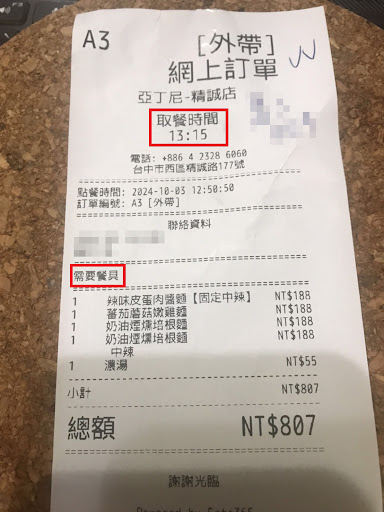 A3
[外帶]
網上訂單
亞丁尼-精誠店
取餐時間
13:15
電話: +886 4 2328 6060
台中市西區精誠路177號
點餐時間: 2024-10-03 12:50:50
訂單編號: A3 [外帶]
聯絡資料
需要餐具
1 辣味皮蛋肉醬麵【固定中辣】 NT$188
1 蕃茄蘑菇嫩雞麵 NT$188
1 奶油煙燻培根麵 NT$188
1 奶油煙燻培根麵 NT$188
中辣
1 濃湯 NT$55
小計 NT$807
總額 NT$807
謝謝光臨